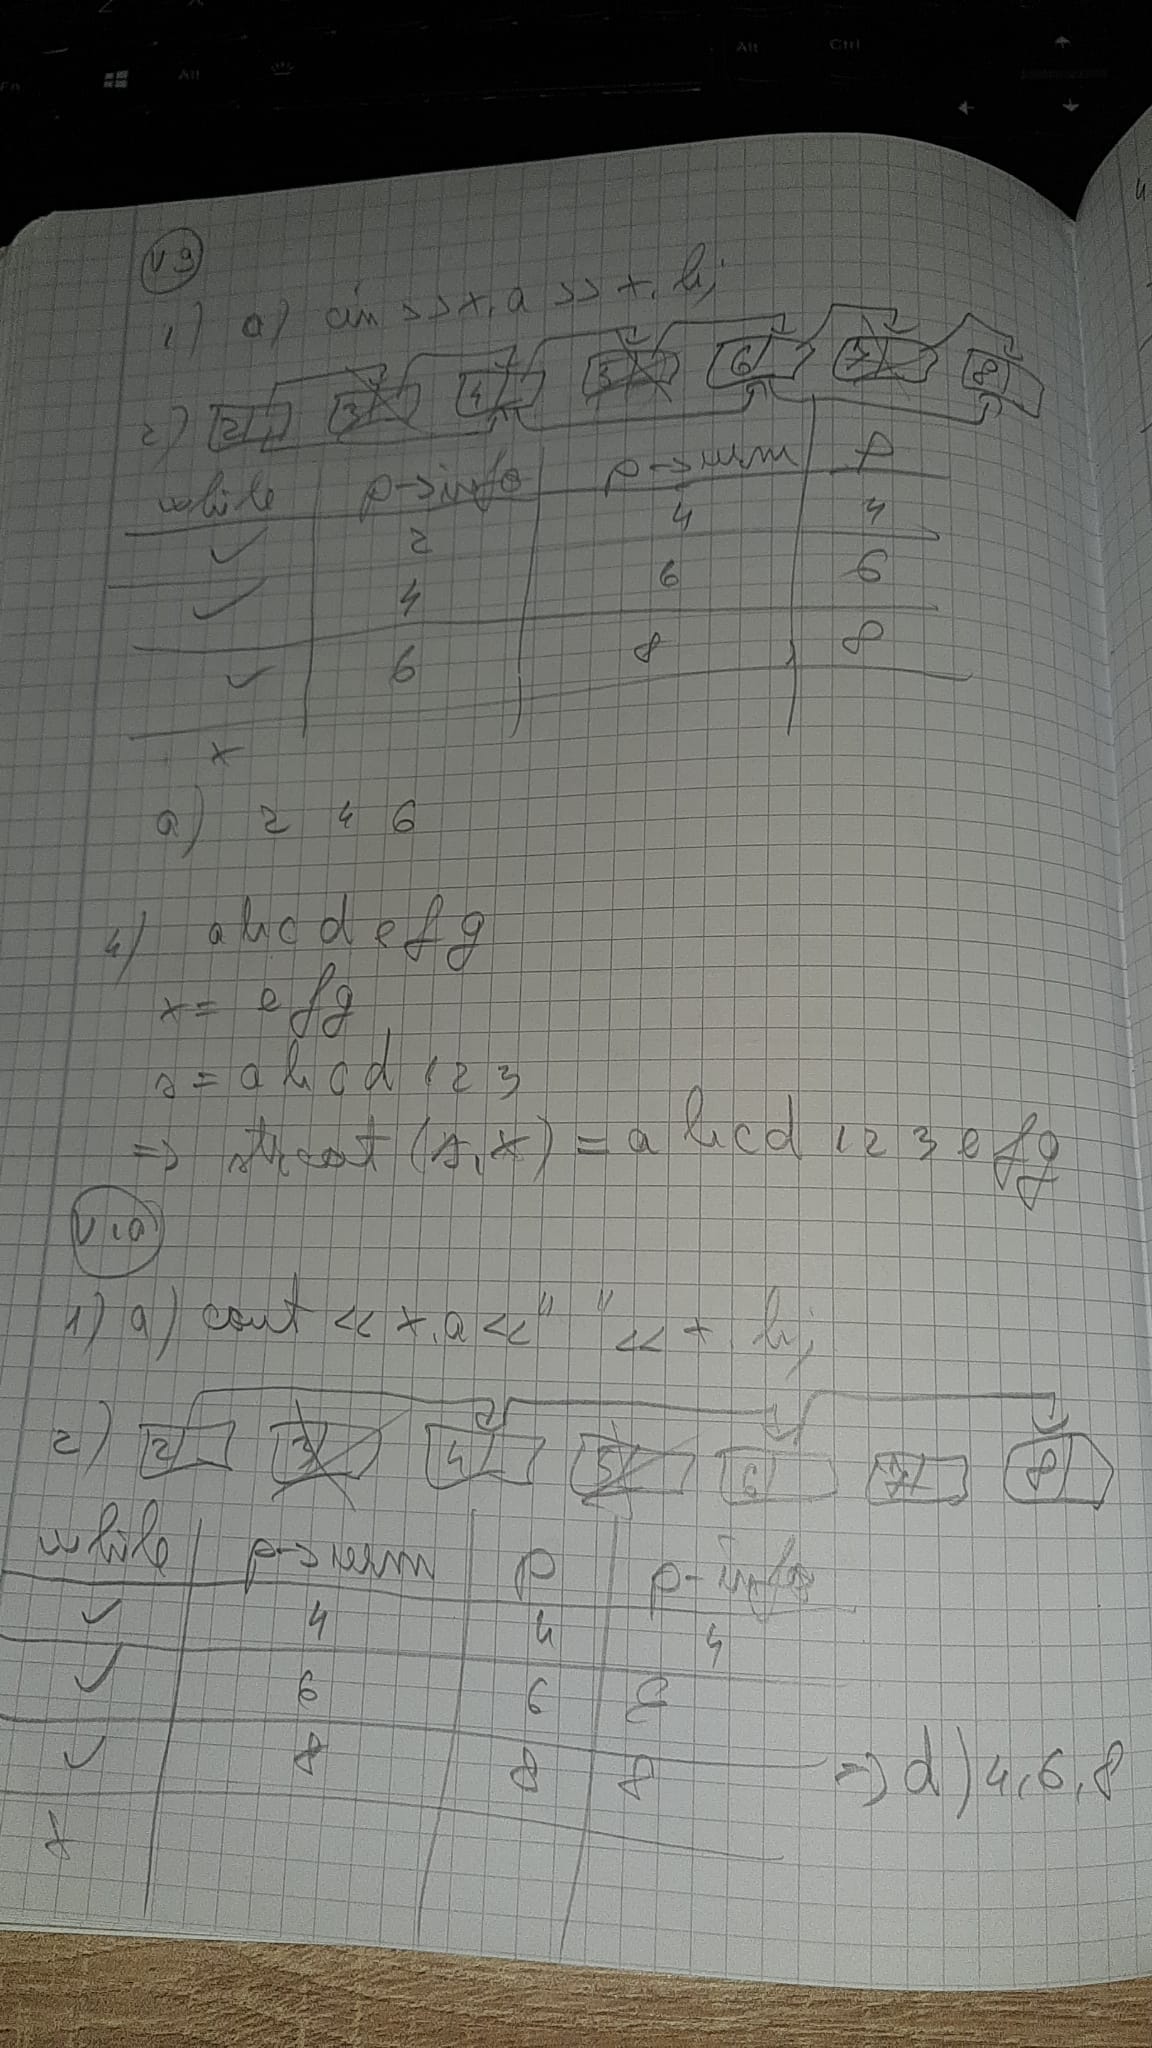 Alt Ctrl
Fn Alt
V9
1) a) cin >> x.a >> x.b;
2) 2 3 4 5 6 7 8
while p->info p->urm p
✓ 2 4 4
✓ 4 6 6
✓ 6 8 8
x
a) 2 4 6
4) abcdefg
x= efg
s= abcd123
=> strcat (s,x) = abcd123efg
V10
1) a) cout << x.a << " " << x.b;
2) 2 3 4 5 6 7 8
while p->urm p p-info
✓ 4 4 4
✓ 6 6 6
✓ 8 8 8 => d) 4,6,8